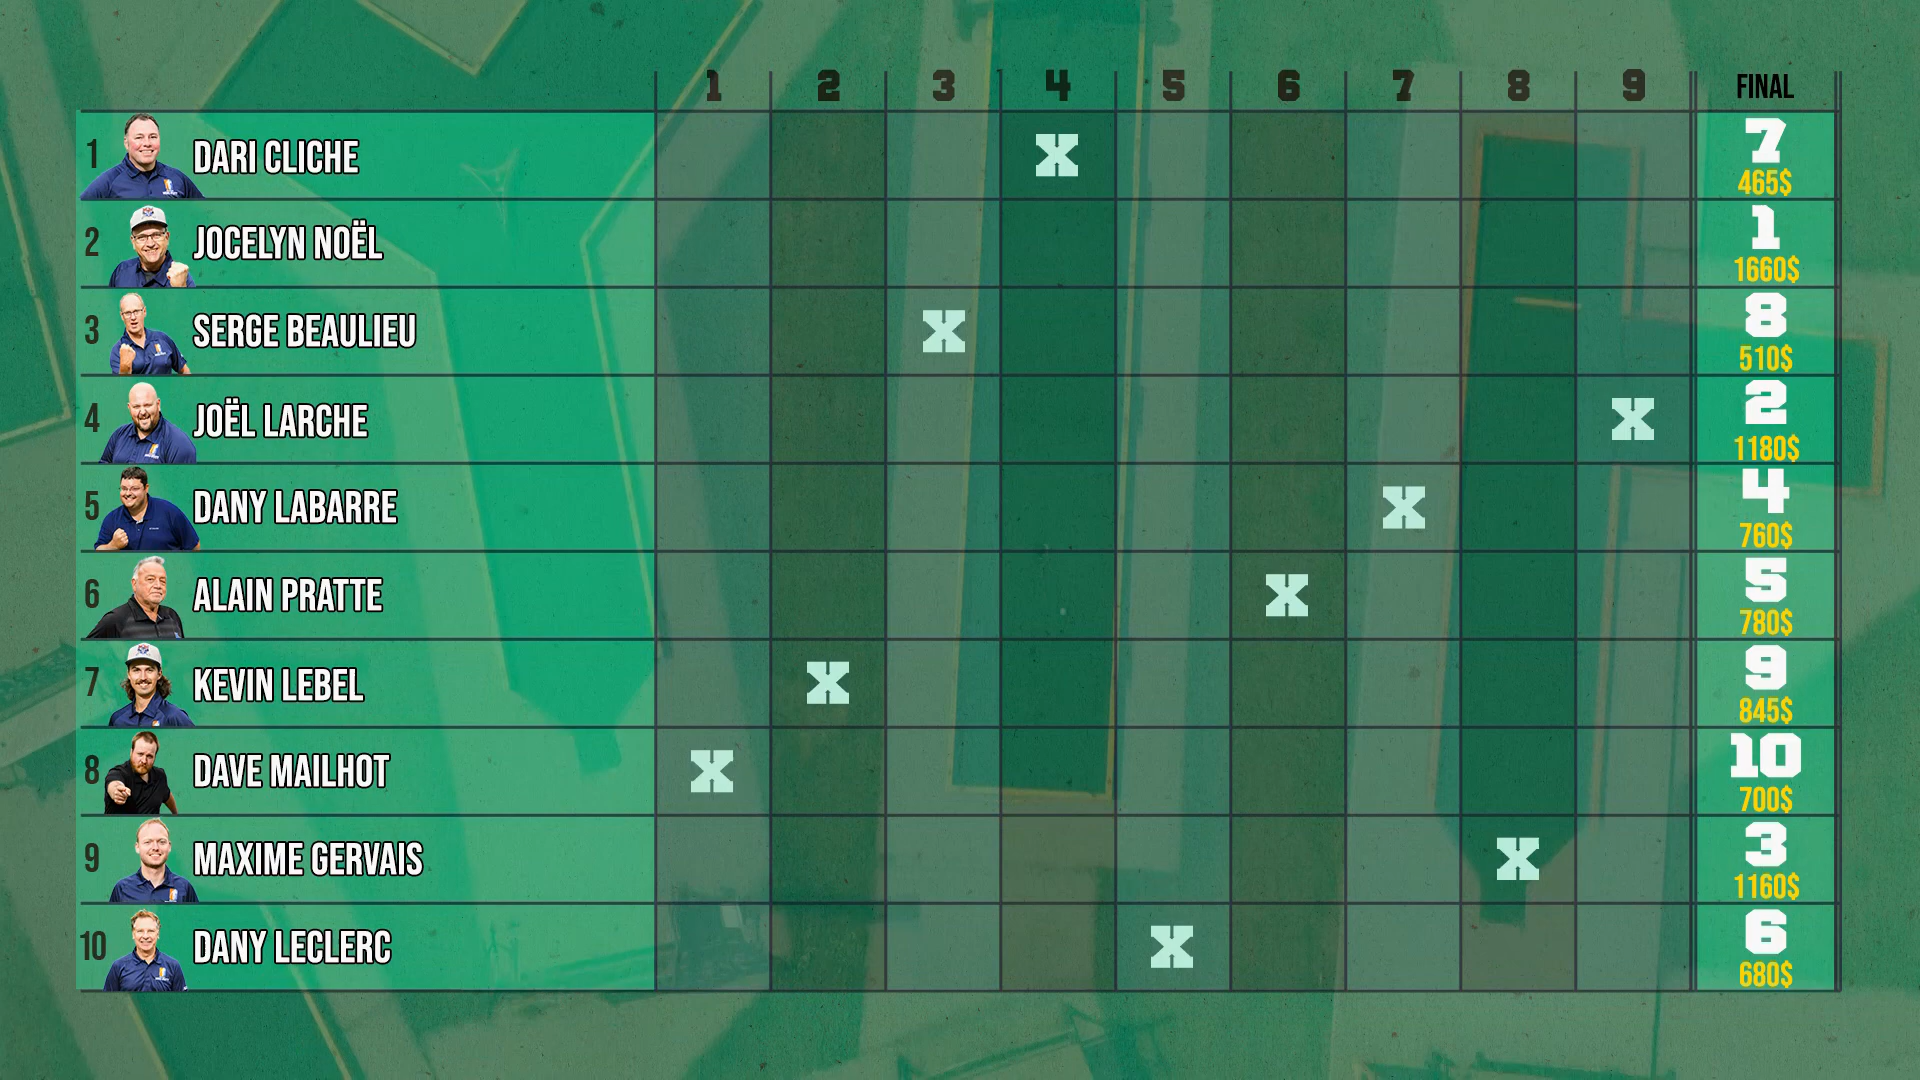 1 2 3 4 5 6 7 8 9 FINAL
1 DARI CLICHE X 7
465$
2 JOCELYN NOËL 1
1660$
3 SERGE BEAULIEU X 8
510$
4 JOËL LARCHE X 2
1180$
5 DANY LABARRE X 4
760$
6 ALAIN PRATTE X 5
780$
7 KEVIN LEBEL X 9
845$
8 DAVE MAILHOT X 10
700$
9 MAXIME GERVAIS X 3
1160$
10 DANY LECLERC X 6
680$